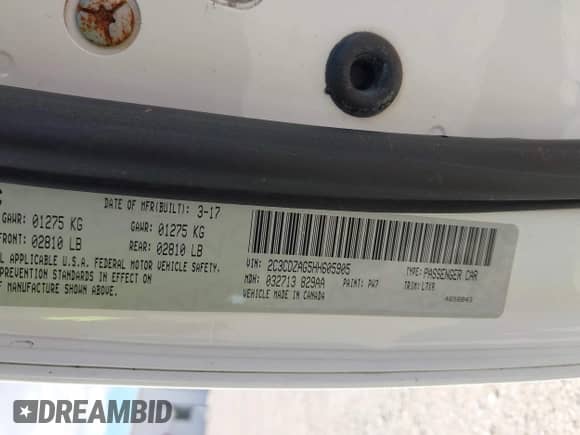 DATE OF MFR(BUILT): 3-17
GAWR: 01275 KG GAWR: 01275 KG
FRONT: 02810 LB REAR: 02810 LB
APPLICABLE U.S.A. FEDERAL MOTOR VEHICLE SAFETY,
PREVENTION STANDARDS IN EFFECT ON
OF MANUFACTURE SHOWN ABOVE.
VIN: 2C3CDZAG5HH605905 TYPE: PASSENGER CAR
MDH: 032713 829AA PAINT: PW7 TRIM: L7XR
VEHICLE MADE IN CANADA
DREAMBID